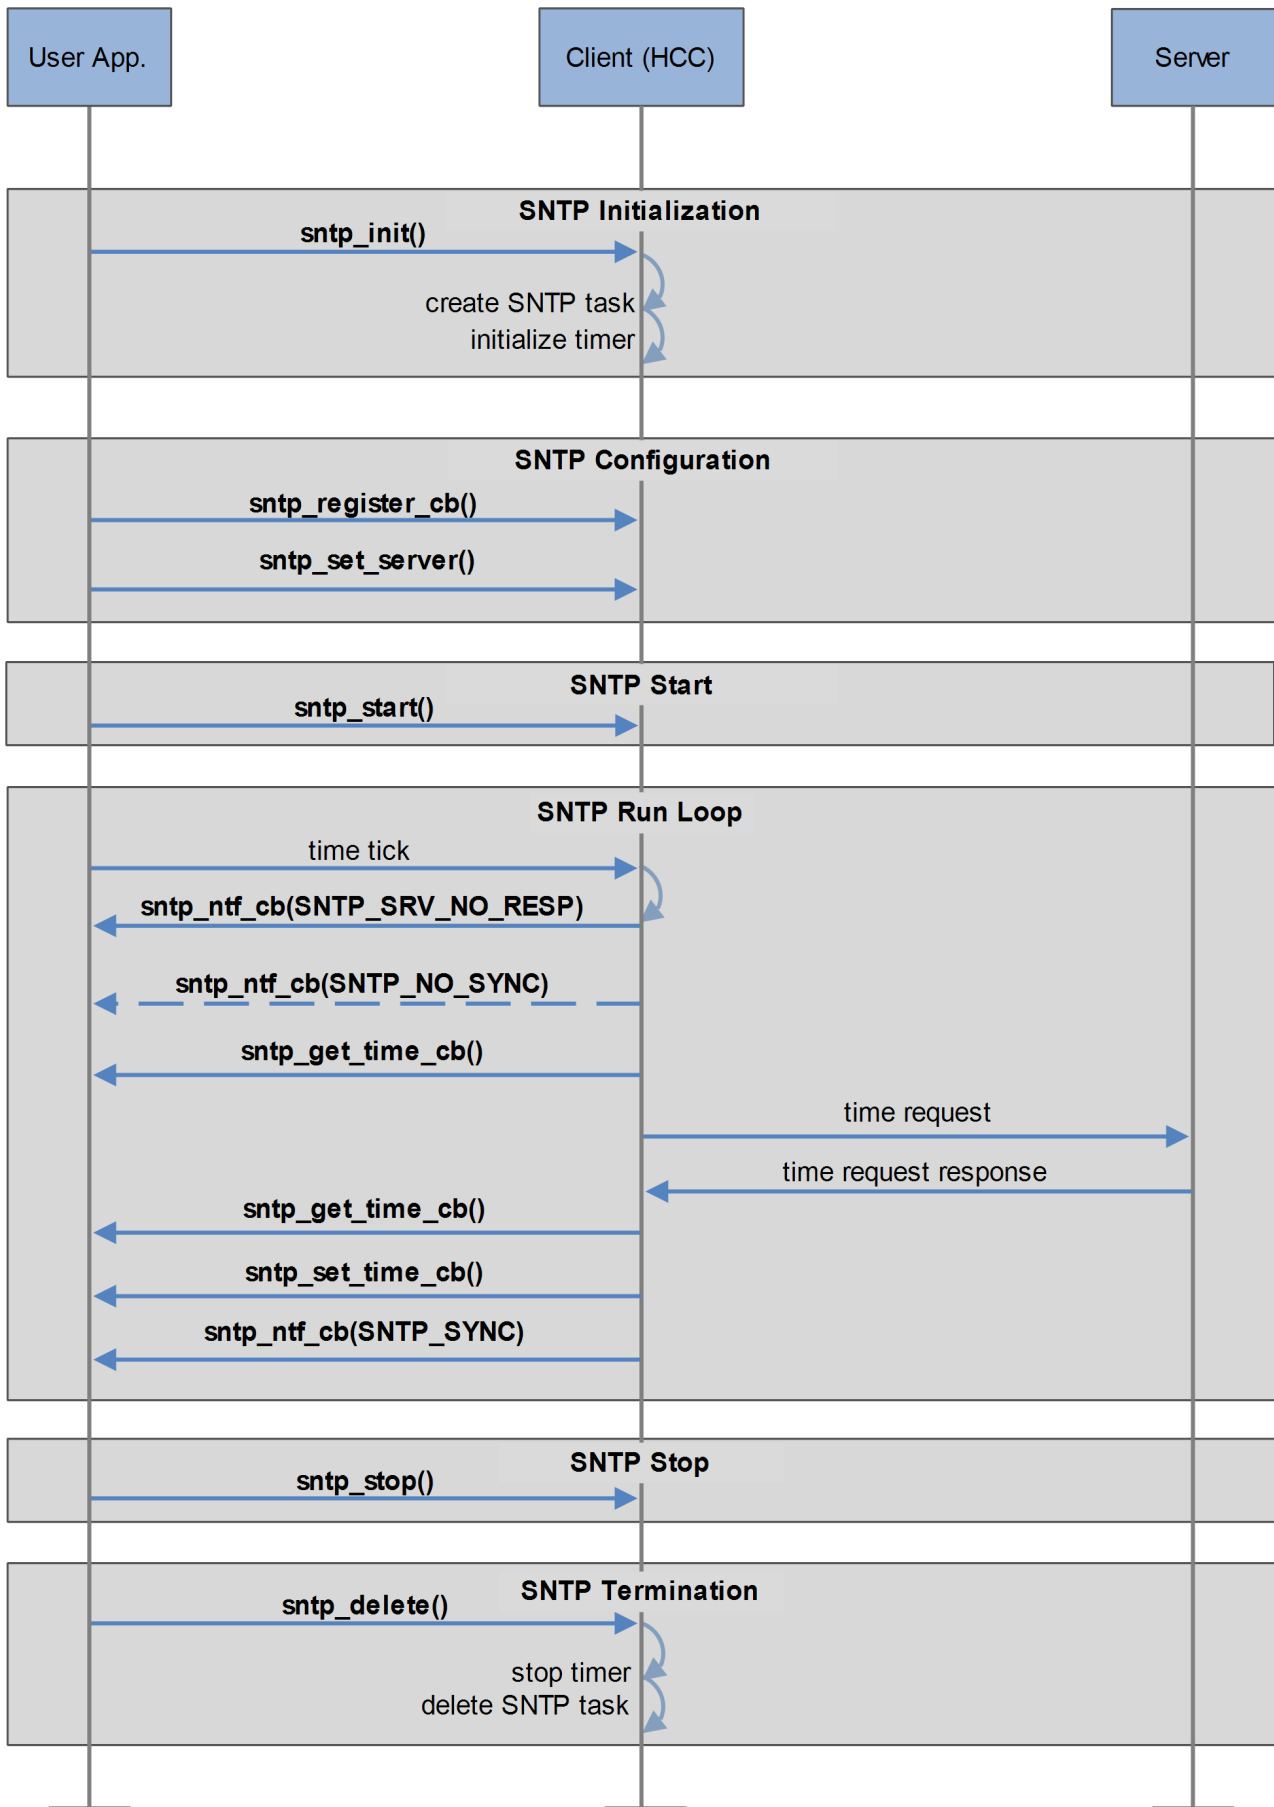 User App.
Client (HCC)
Server
SNTP Initialization
sntp_init()
create SNTP task
initialize timer
SNTP Configuration
sntp_register_cb()
sntp_set_server()
SNTP Start
sntp_start()
SNTP Run Loop
time tick
sntp_ntf_cb(SNTP_SRV_NO_RESP)
sntp_ntf_cb(SNTP_NO_SYNC)
sntp_get_time_cb()
time request
time request response
sntp_get_time_cb()
sntp_set_time_cb()
sntp_ntf_cb(SNTP_SYNC)
SNTP Stop
sntp_stop()
SNTP Termination
sntp_delete()
stop timer
delete SNTP task